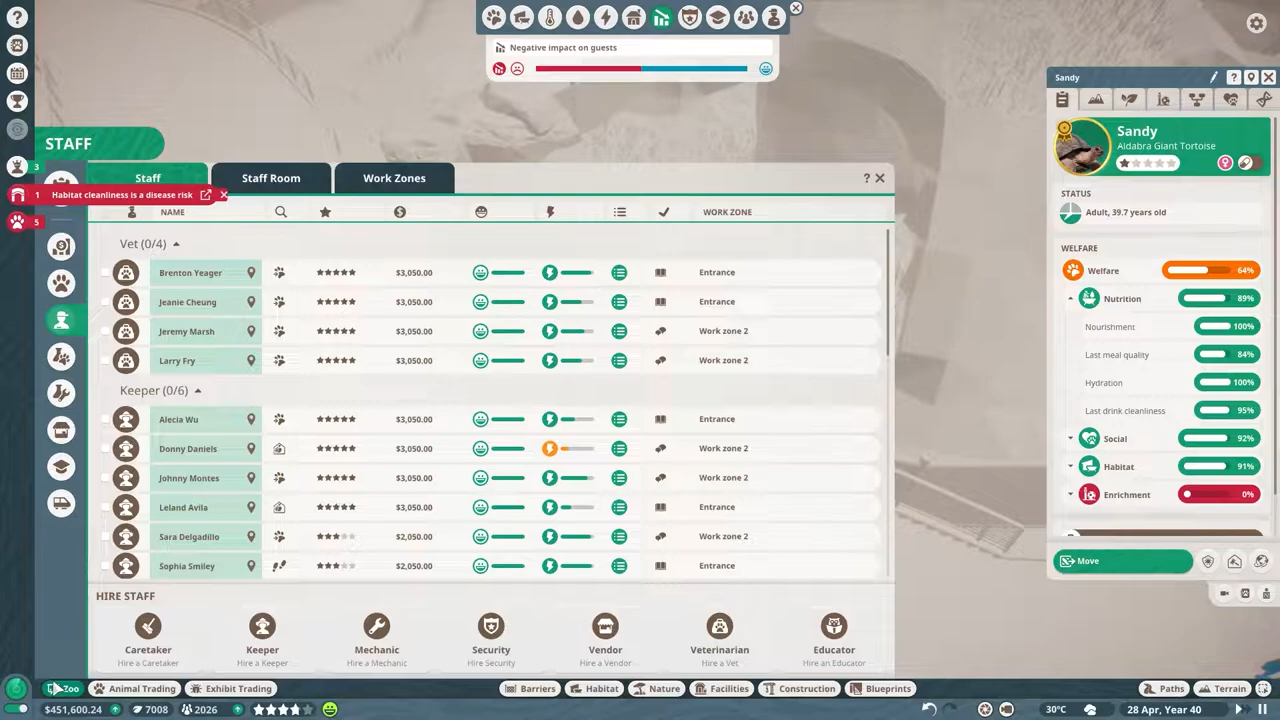 Negative impact on guests
Sandy
Sandy
Aldabra Giant Tortoise
STATUS
Adult, 39.7 years old
WELFARE
Welfare 64%
Nutrition 89%
Nourishment 100%
Last meal quality 84%
Hydration 100%
Last drink cleanliness 95%
Social 92%
Habitat 91%
Enrichment 0%
Move
STAFF
3
1 Habitat cleanliness is a disease risk
5
Staff Staff Room Work Zones
NAME WORK ZONE
Vet (0/4)
Brenton Yeager $3,050.00 Entrance
Jeanie Cheung $3,050.00 Entrance
Jeremy Marsh $3,050.00 Work zone 2
Larry Fry $3,050.00 Work zone 2
Keeper (0/6)
Alecia Wu $3,050.00 Entrance
Donny Daniels $3,050.00 Work zone 2
Johnny Montes $3,050.00 Work zone 2
Leland Avila $3,050.00 Entrance
Sara Delgadillo $2,050.00 Work zone 2
Sophia Smiley $2,050.00 Entrance
HIRE STAFF
Caretaker Keeper Mechanic Security Vendor Veterinarian Educator
Hire a Caretaker Hire a Keeper Hire a Mechanic Hire Security Hire a Vendor Hire a Vet Hire an Educator
Zoo Animal Trading Exhibit Trading Barriers Habitat Nature Facilities Construction Blueprints Paths Terrain
$451,600.24 7008 2026 30°C 28 Apr, Year 40